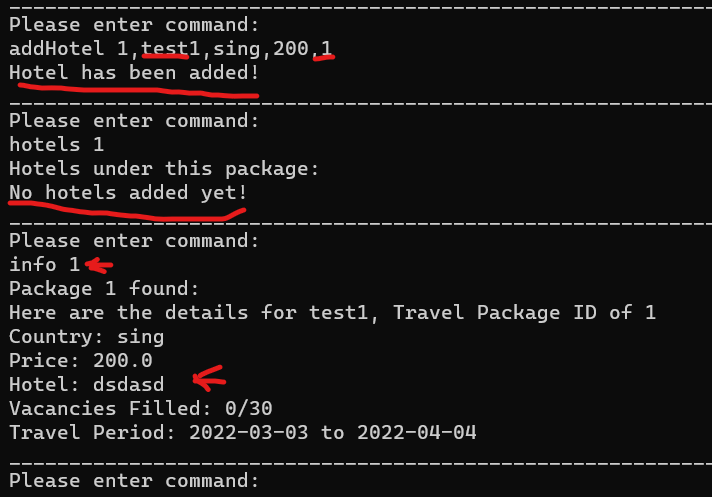 Please enter command:
addHotel 1,test1,sing,200,1
Hotel has been added!
Please enter command:
hotels 1
Hotels under this package:
No hotels added yet!
Please enter command:
info 1
Package 1 found:
Here are the details for test1, Travel Package ID of 1
Country: sing
Price: 200.0
Hotel: dsdasd
Vacancies Filled: 0/30
Travel Period: 2022-03-03 to 2022-04-04
Please enter command: